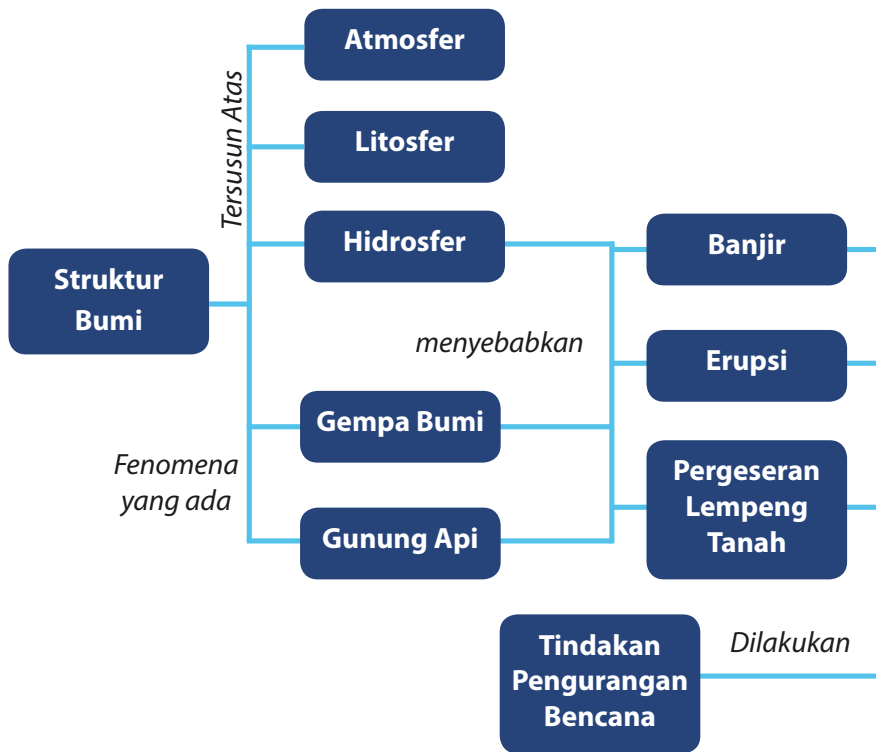 Atmosfer
Tersusun Atas
Litosfer
Hidrosfer
Banjir
Struktur
Bumi
menyebabkan
Erupsi
Gempa Bumi
Fenomena
yang ada
Pergeseran
Lempeng
Tanah
Gunung Api
Tindakan
Pengurangan
Bencana
Dilakukan